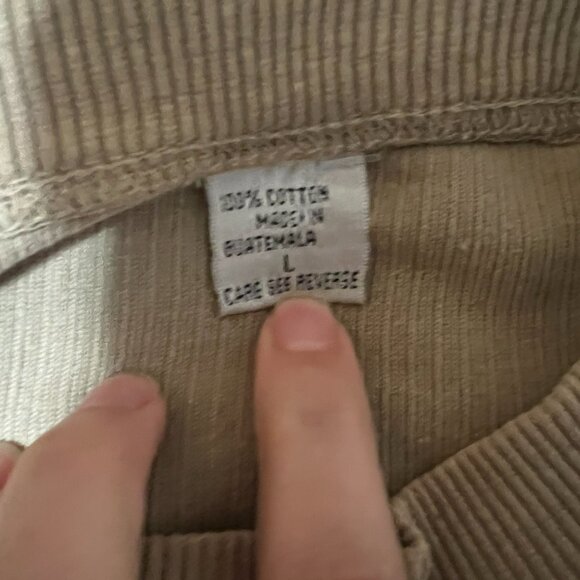 100% COTTON
MADE IN
GUATEMALA
L
CARE SEE REVERSE